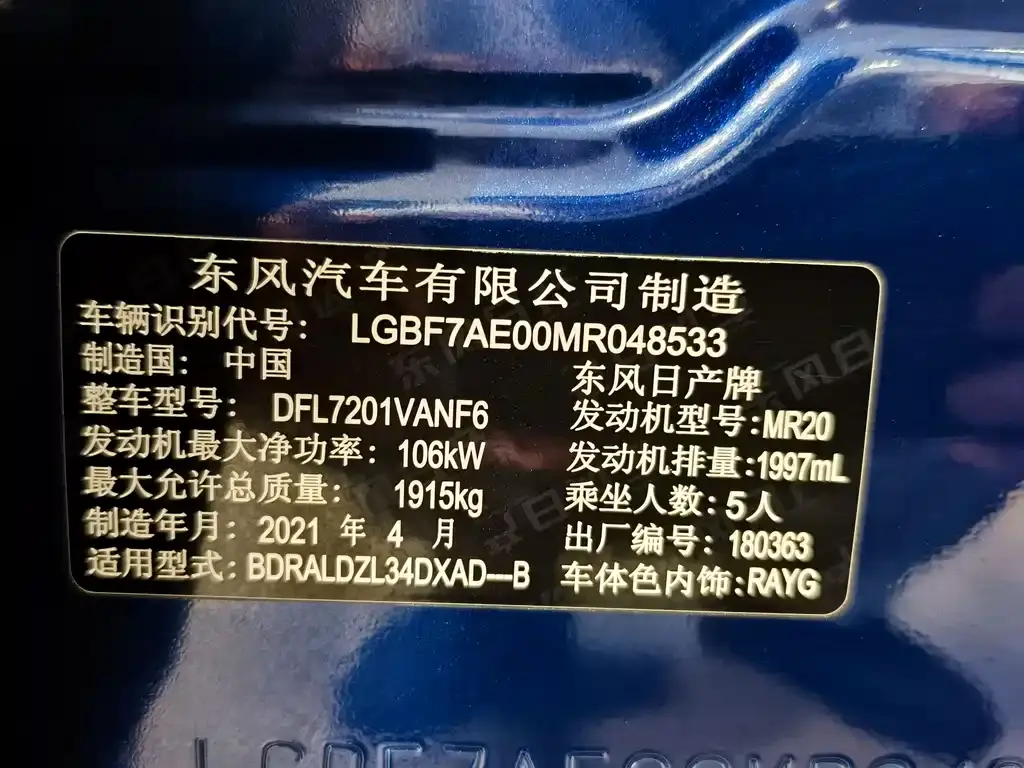 东风汽车有限公司制造
车辆识别代号: LGBF7AE00MR048533
制造国: 中国 东风日产牌
整车型号: DFL7201VANF6 发动机型号:MR20
发动机最大净功率: 106kW 发动机排量:1997mL
最大允许总质量: 1915kg 乘坐人数: 5人
制造年月: 2021 年 4 月 出厂编号: 180363
适用型式: BDRALDZL34DXAD---B 车体色内饰:RAYG